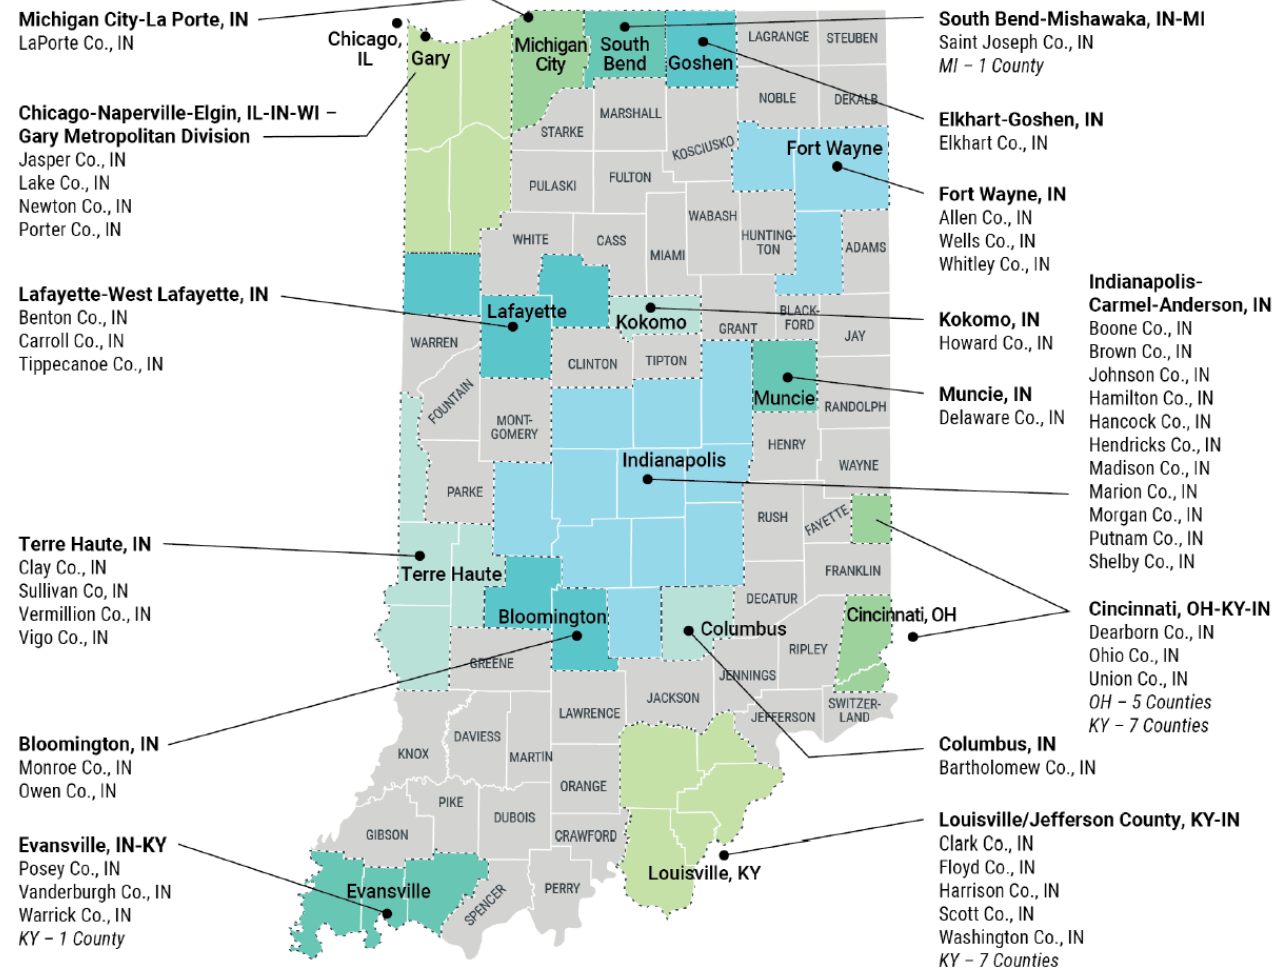 Michigan City-La Porte, IN
LaPorte Co., IN
Chicago-Naperville-Elgin, IL-IN-WI –
Gary Metropolitan Division
Jasper Co., IN
Lake Co., IN
Newton Co., IN
Porter Co., IN
Lafayette-West Lafayette, IN
Benton Co., IN
Carroll Co., IN
Tippecanoe Co., IN
Terre Haute, IN
Clay Co., IN
Sullivan Co, IN
Vermillion Co., IN
Vigo Co., IN
Bloomington, IN
Monroe Co., IN
Owen Co., IN
Evansville, IN-KY
Posey Co., IN
Vanderburgh Co., IN
Warrick Co., IN
KY – 1 County
Chicago,
IL
Gary
Michigan
City
South
Bend
Goshen
LAGRANGE
STEUBEN
NOBLE
DEKALB
STARKE
MARSHALL
KOSCIUSKO
Fort Wayne
PULASKI
FULTON
WABASH
HUNTING-
TON
ADAMS
WHITE
CASS
MIAMI
Lafayette
Kokomo
GRANT
BLACK-
FORD
JAY
WARREN
CLINTON
TIPTON
Muncie
RANDOLPH
FOUNTAIN
MONT-
GOMERY
HENRY
WAYNE
Indianapolis
PARKE
RUSH
FAYETTE
FRANKLIN
Terre Haute
DECATUR
Bloomington
Columbus
Cincinnati, OH
RIPLEY
GREENE
JENNINGS
JACKSON
LAWRENCE
JEFFERSON
SWITZER-
LAND
KNOX
DAVIESS
MARTIN
ORANGE
PIKE
DUBOIS
GIBSON
CRAWFORD
Louisville, KY
Evansville
SPENCER
PERRY
South Bend-Mishawaka, IN-MI
Saint Joseph Co., IN
MI – 1 County
Elkhart-Goshen, IN
Elkhart Co., IN
Fort Wayne, IN
Allen Co., IN
Wells Co., IN
Whitley Co., IN
Kokomo, IN
Howard Co., IN
Muncie, IN
Delaware Co., IN
Indianapolis-
Carmel-Anderson, IN
Boone Co., IN
Brown Co., IN
Johnson Co., IN
Hamilton Co., IN
Hancock Co., IN
Hendricks Co., IN
Madison Co., IN
Marion Co., IN
Morgan Co., IN
Putnam Co., IN
Shelby Co., IN
Cincinnati, OH-KY-IN
Dearborn Co., IN
Ohio Co., IN
Union Co., IN
OH – 5 Counties
KY – 7 Counties
Columbus, IN
Bartholomew Co., IN
Louisville/Jefferson County, KY-IN
Clark Co., IN
Floyd Co., IN
Harrison Co., IN
Scott Co., IN
Washington Co., IN
KY – 7 Counties